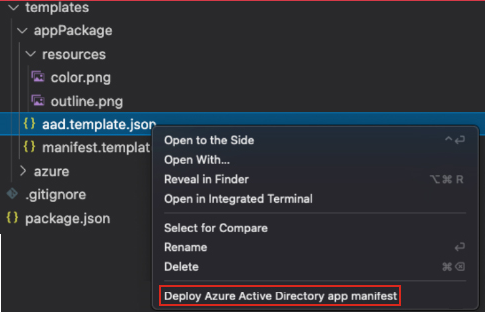 templates
appPackage
resources
color.png
outline.png
{} aad.template.json
{} manifest.templat
azure
.gitignore
{} package.json
Open to the Side ^⏎
Open With...
Reveal in Finder ⌥⌘ R
Open in Integrated Terminal
Select for Compare
Rename ⏎
Delete ⌘⌫
Deploy Azure Active Directory app manifest